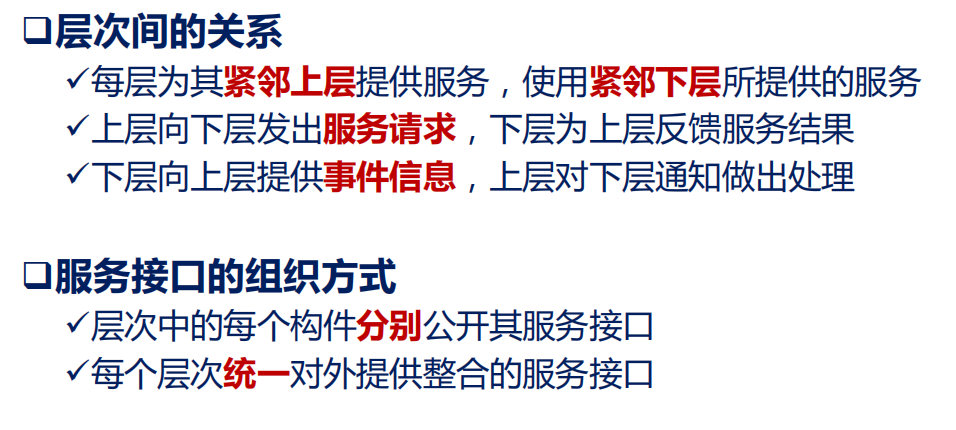 ❑层次间的关系
✓每层为其紧邻上层提供服务，使用紧邻下层所提供的服务
✓上层向下层发出服务请求，下层为上层反馈服务结果
✓下层向上层提供事件信息，上层对下层通知做出处理
❑服务接口的组织方式
✓层次中的每个构件分别公开其服务接口
✓每个层次统一对外提供整合的服务接口